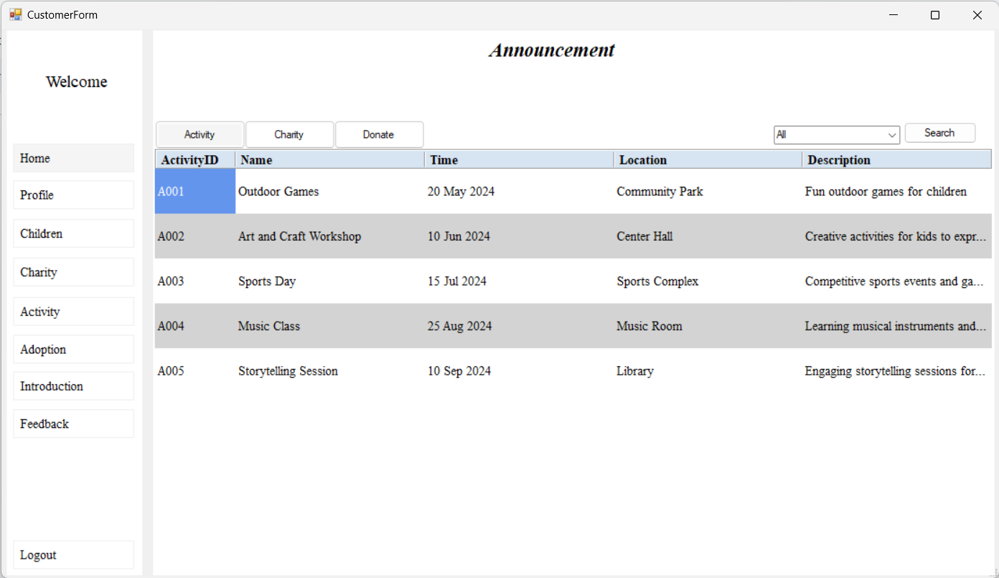 CustomerForm
Welcome
Home
Profile
Children
Charity
Activity
Adoption
Introduction
Feedback
Logout
Announcement
Activity Charity Donate All Search
ActivityID Name Time Location Description
A001 Outdoor Games 20 May 2024 Community Park Fun outdoor games for children
A002 Art and Craft Workshop 10 Jun 2024 Center Hall Creative activities for kids to expr...
A003 Sports Day 15 Jul 2024 Sports Complex Competitive sports events and ga...
A004 Music Class 25 Aug 2024 Music Room Learning musical instruments and...
A005 Storytelling Session 10 Sep 2024 Library Engaging storytelling sessions for...